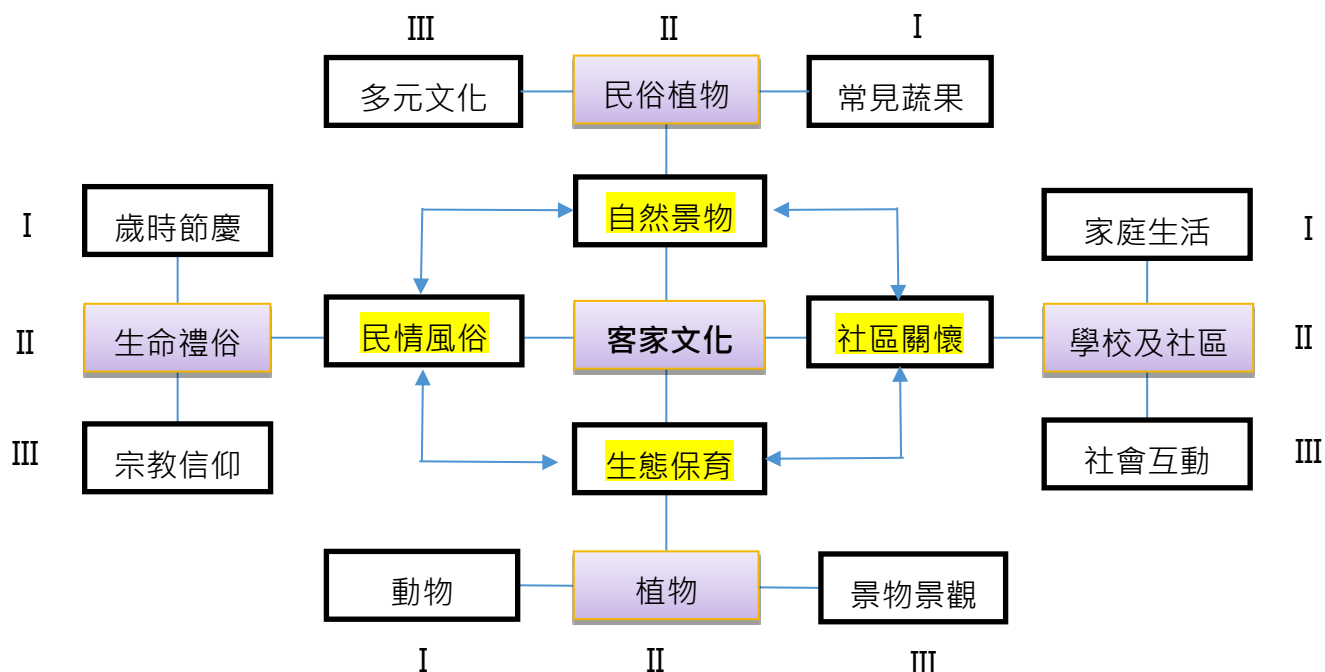 III II I
多元文化 民俗植物 常見蔬果
自然景物
I 歲時節慶 家庭生活 I
II 生命禮俗 民情風俗 客家文化 社區關懷 學校及社區 II
III 宗教信仰 生態保育 社會互動 III
動物 植物 景物景觀
I II III